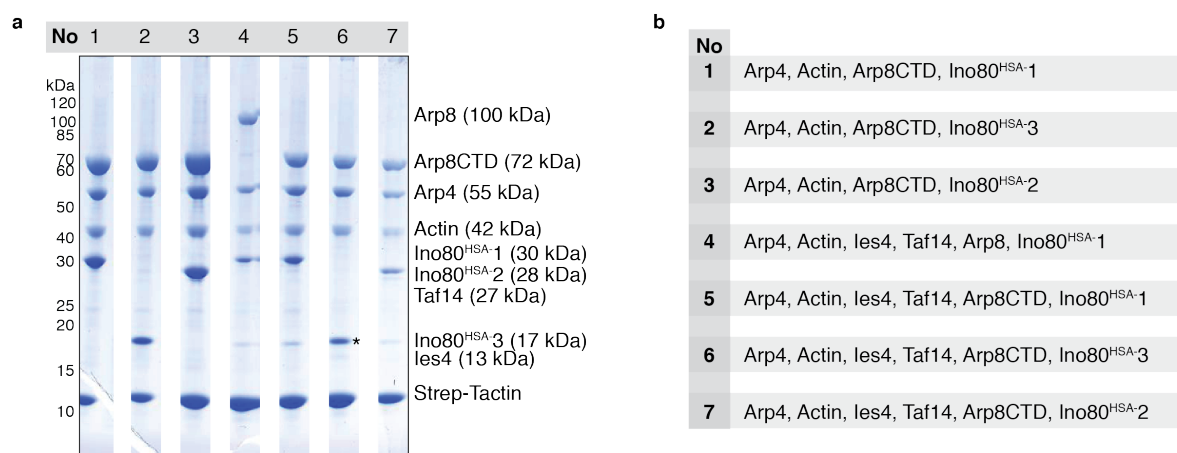 a
No 1 2 3 4 5 6 7
kDa
120
100
85
70
60
50
40
30
25
20
15
10
Arp8 (100 kDa)
Arp8CTD (72 kDa)
Arp4 (55 kDa)
Actin (42 kDa)
Ino80HSA-1 (30 kDa)
Ino80HSA-2 (28 kDa)
Taf14 (27 kDa)
*
Ino80HSA-3 (17 kDa)
Ies4 (13 kDa)
Strep-Tactin
b
No
1 Arp4, Actin, Arp8CTD, Ino80HSA-1
2 Arp4, Actin, Arp8CTD, Ino80HSA-3
3 Arp4, Actin, Arp8CTD, Ino80HSA-2
4 Arp4, Actin, Ies4, Taf14, Arp8, Ino80HSA-1
5 Arp4, Actin, Ies4, Taf14, Arp8CTD, Ino80HSA-1
6 Arp4, Actin, Ies4, Taf14, Arp8CTD, Ino80HSA-3
7 Arp4, Actin, Ies4, Taf14, Arp8CTD, Ino80HSA-2